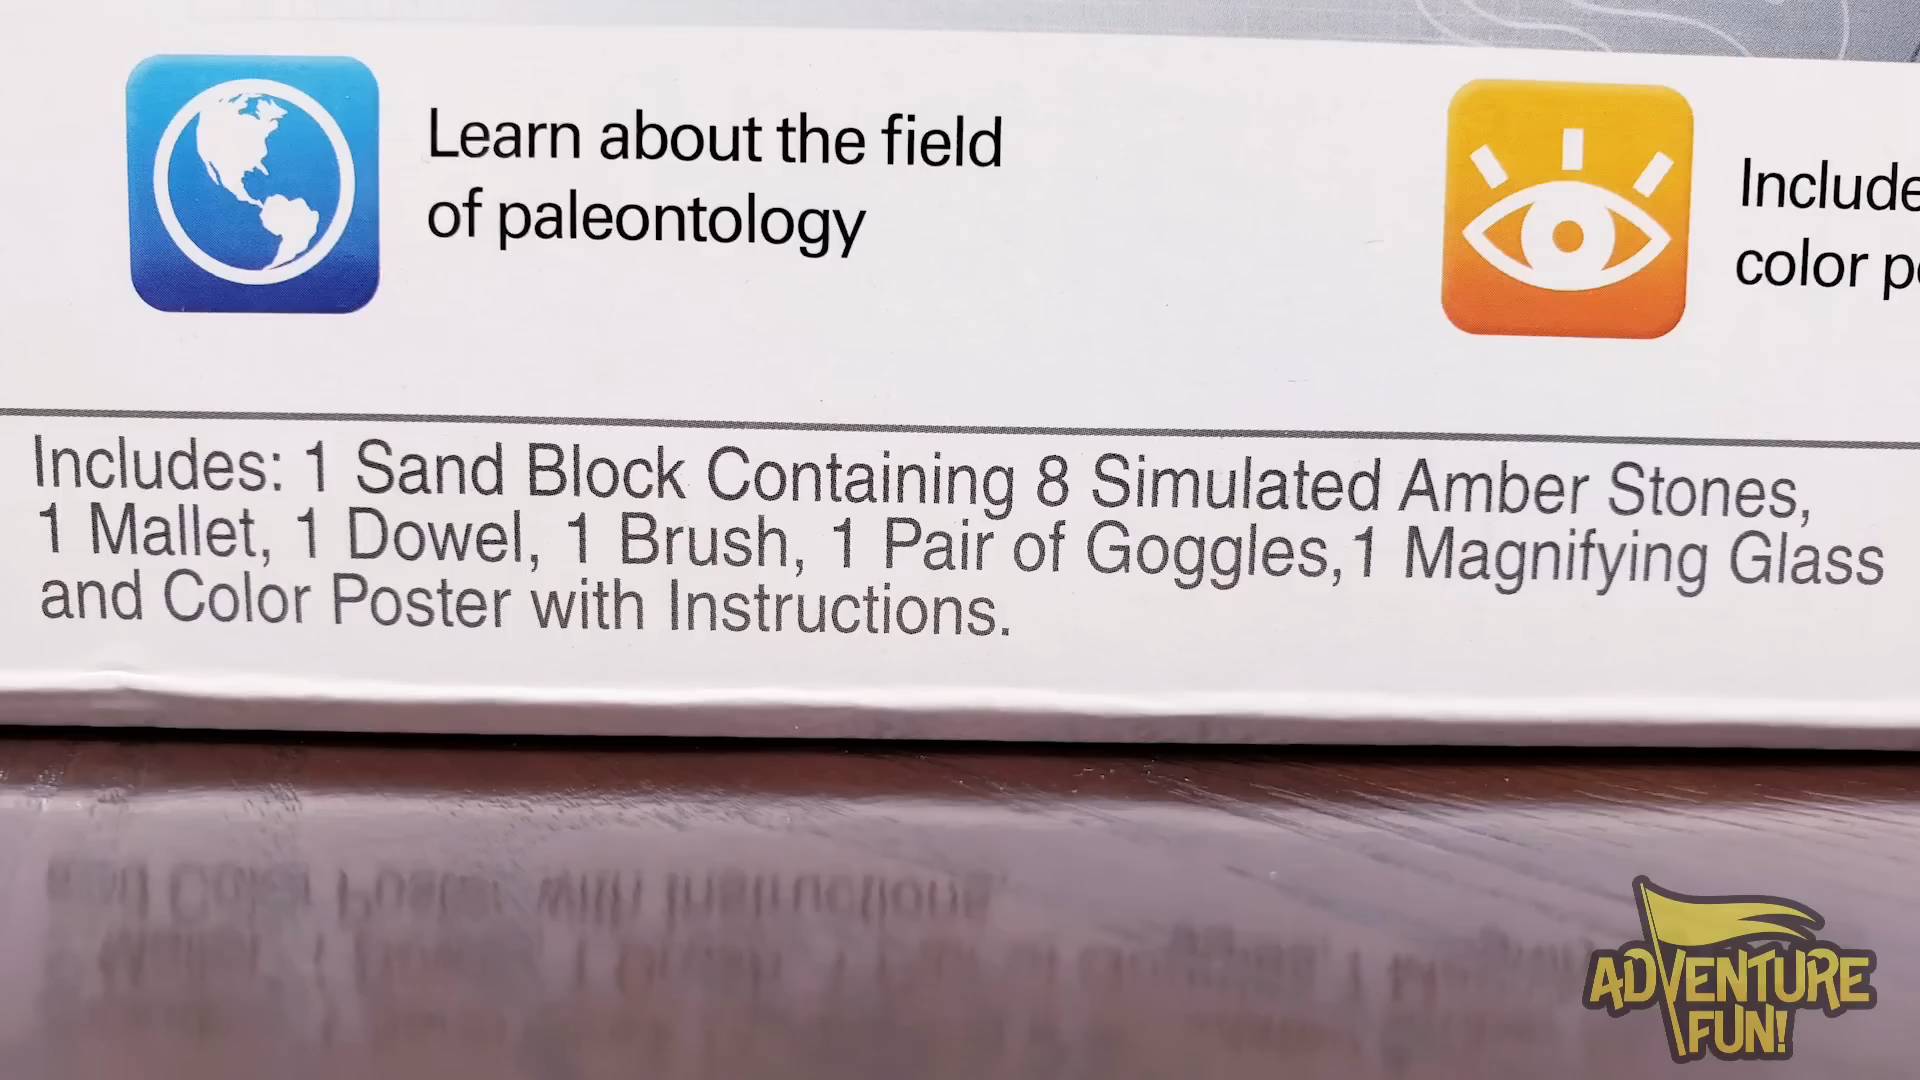 Learn about the field
of paleontology
Include
color p
Includes: 1 Sand Block Containing 8 Simulated Amber Stones,
1 Mallet, 1 Dowel, 1 Brush, 1 Pair of Goggles,1 Magnifying Glass
and Color Poster with Instructions.
ADVENTURE
FUN!